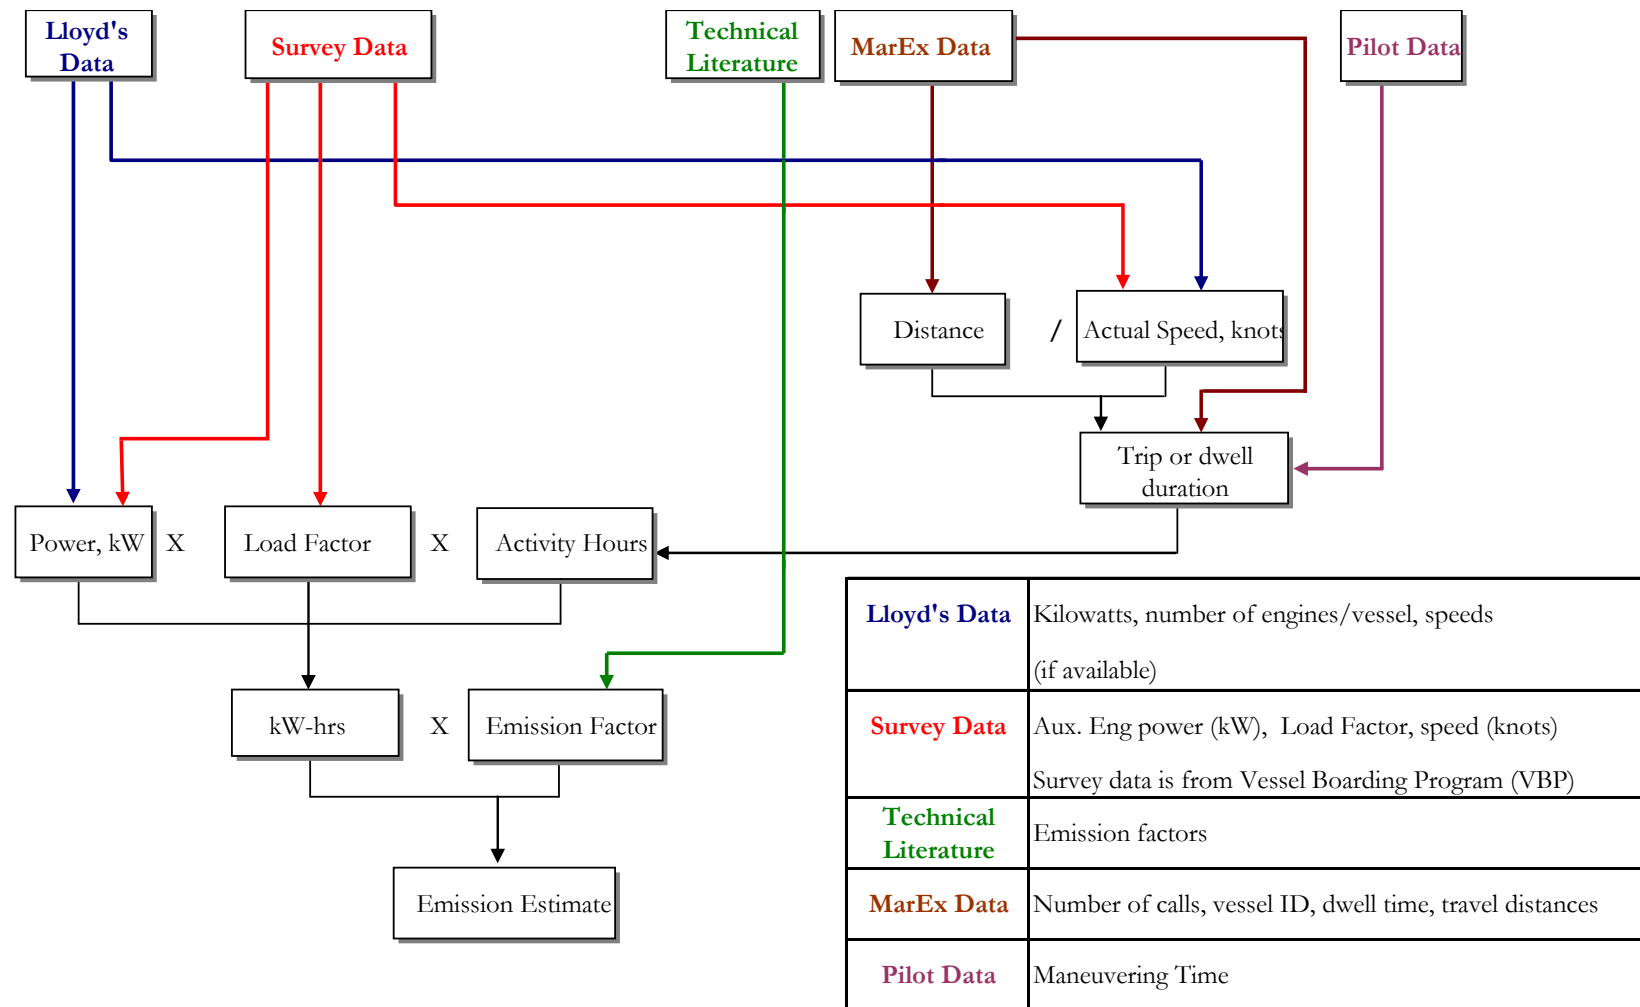 Lloyd's
Data
Survey Data
Technical
Literature
MarEx Data
Pilot Data
Distance
/
Actual Speed, knots
Trip or dwell
duration
Power, kW
X
Load Factor
X
Activity Hours
kW-hrs
X
Emission Factor
Emission Estimate
Lloyd's Data
Kilowatts, number of engines/vessel, speeds
(if available)
Survey Data
Aux. Eng power (kW), Load Factor, speed (knots)
Survey data is from Vessel Boarding Program (VBP)
Technical
Literature
Emission factors
MarEx Data
Number of calls, vessel ID, dwell time, travel distances
Pilot Data
Maneuvering Time